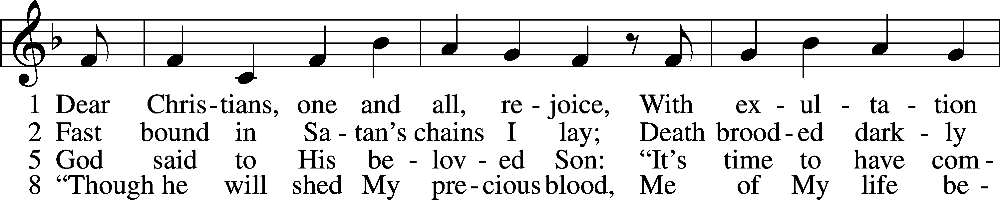 1 Dear Chris - tians, one and all, re - joice, With ex - ul - ta - tion
2 Fast bound in Sa - tan’s chains I lay; Death brood - ed dark - ly
5 God said to His be - lov - ed Son: “It’s time to have com -
8 “Though he will shed My pre - cious blood, Me of My life be -